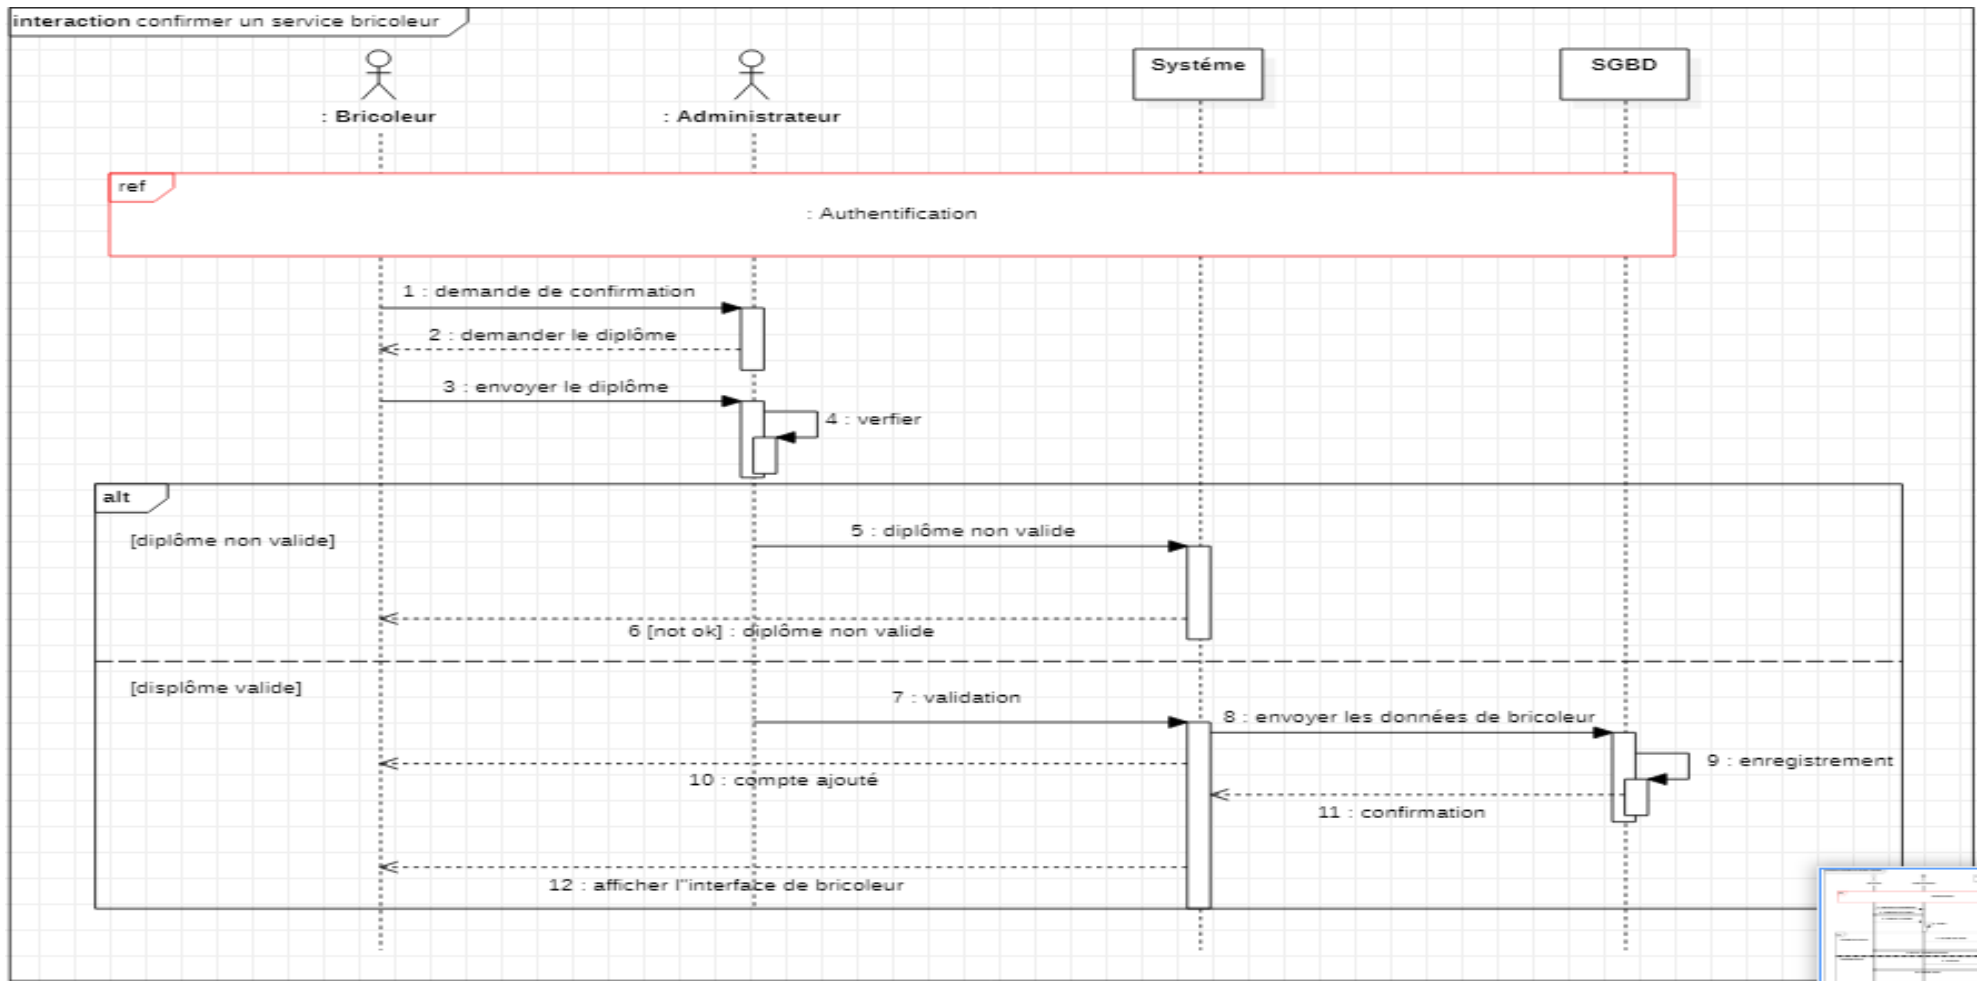 interaction confirmer un service bricoleur
Systéme
SGBD
: Bricoleur
: Administrateur
ref
: Authentification
1 : demande de confirmation
2 : demander le diplôme
3 : envoyer le diplôme
4 : verfier
alt
[diplôme non valide]
5 : diplôme non valide
6 [not ok] : diplôme non valide
[displôme valide]
7 : validation
8 : envoyer les données de bricoleur
9 : enregistrement
10 : compte ajouté
11 : confirmation
12 : afficher l"interface de bricoleur